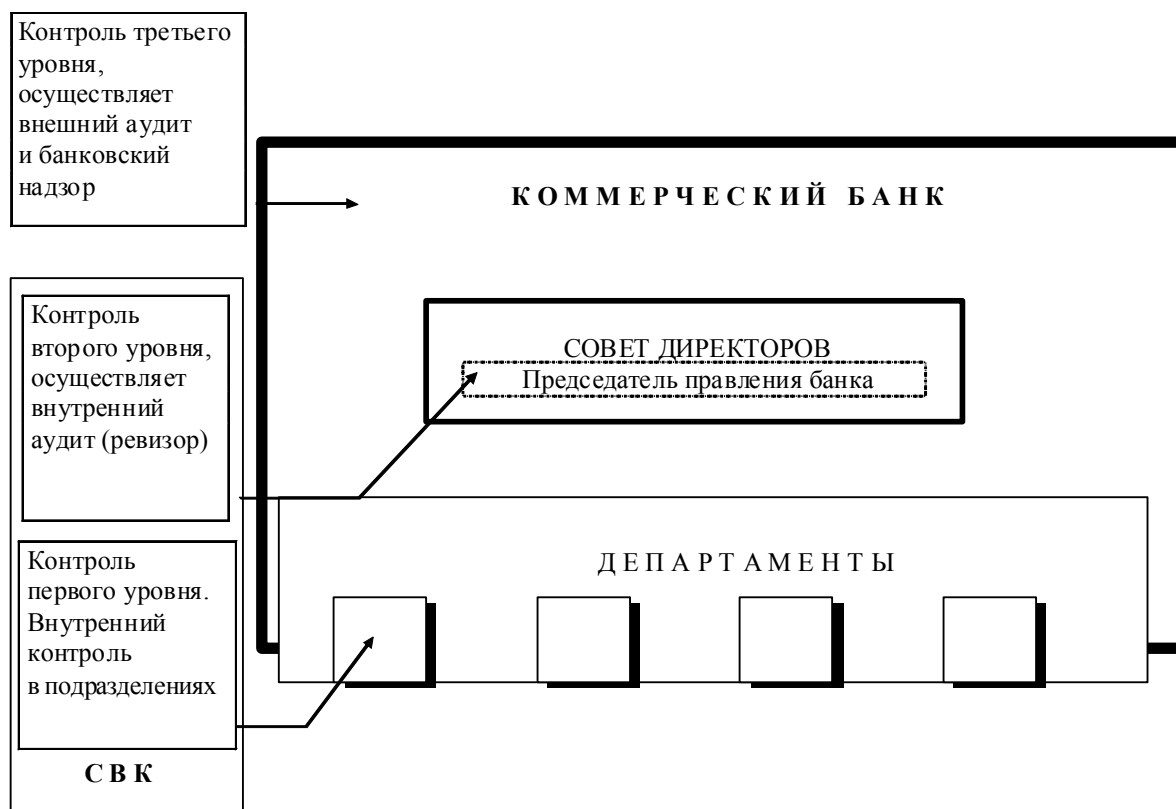 Контроль третьего
уровня,
осуществляет
внешний аудит
и банковский
надзор
КОММЕРЧЕСКИЙ БАНК
Контроль
второго уровня,
осуществляет
внутренний
аудит (ревизор)
СОВЕТ ДИРЕКТОРОВ
Председатель правления банка
Контроль
первого уровня.
Внутренний
контроль
в подразделениях
ДЕПАРТАМЕНТЫ
СВК